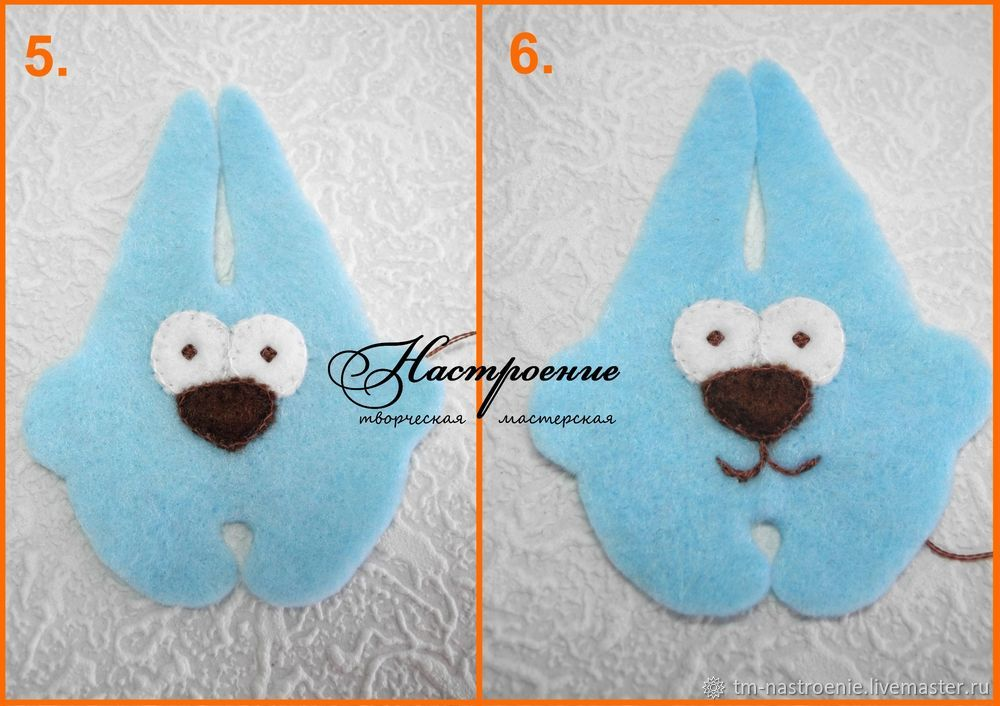 5.
6.
Настроение
творческая мастерская
tm-nastroenie.livemaster.ru